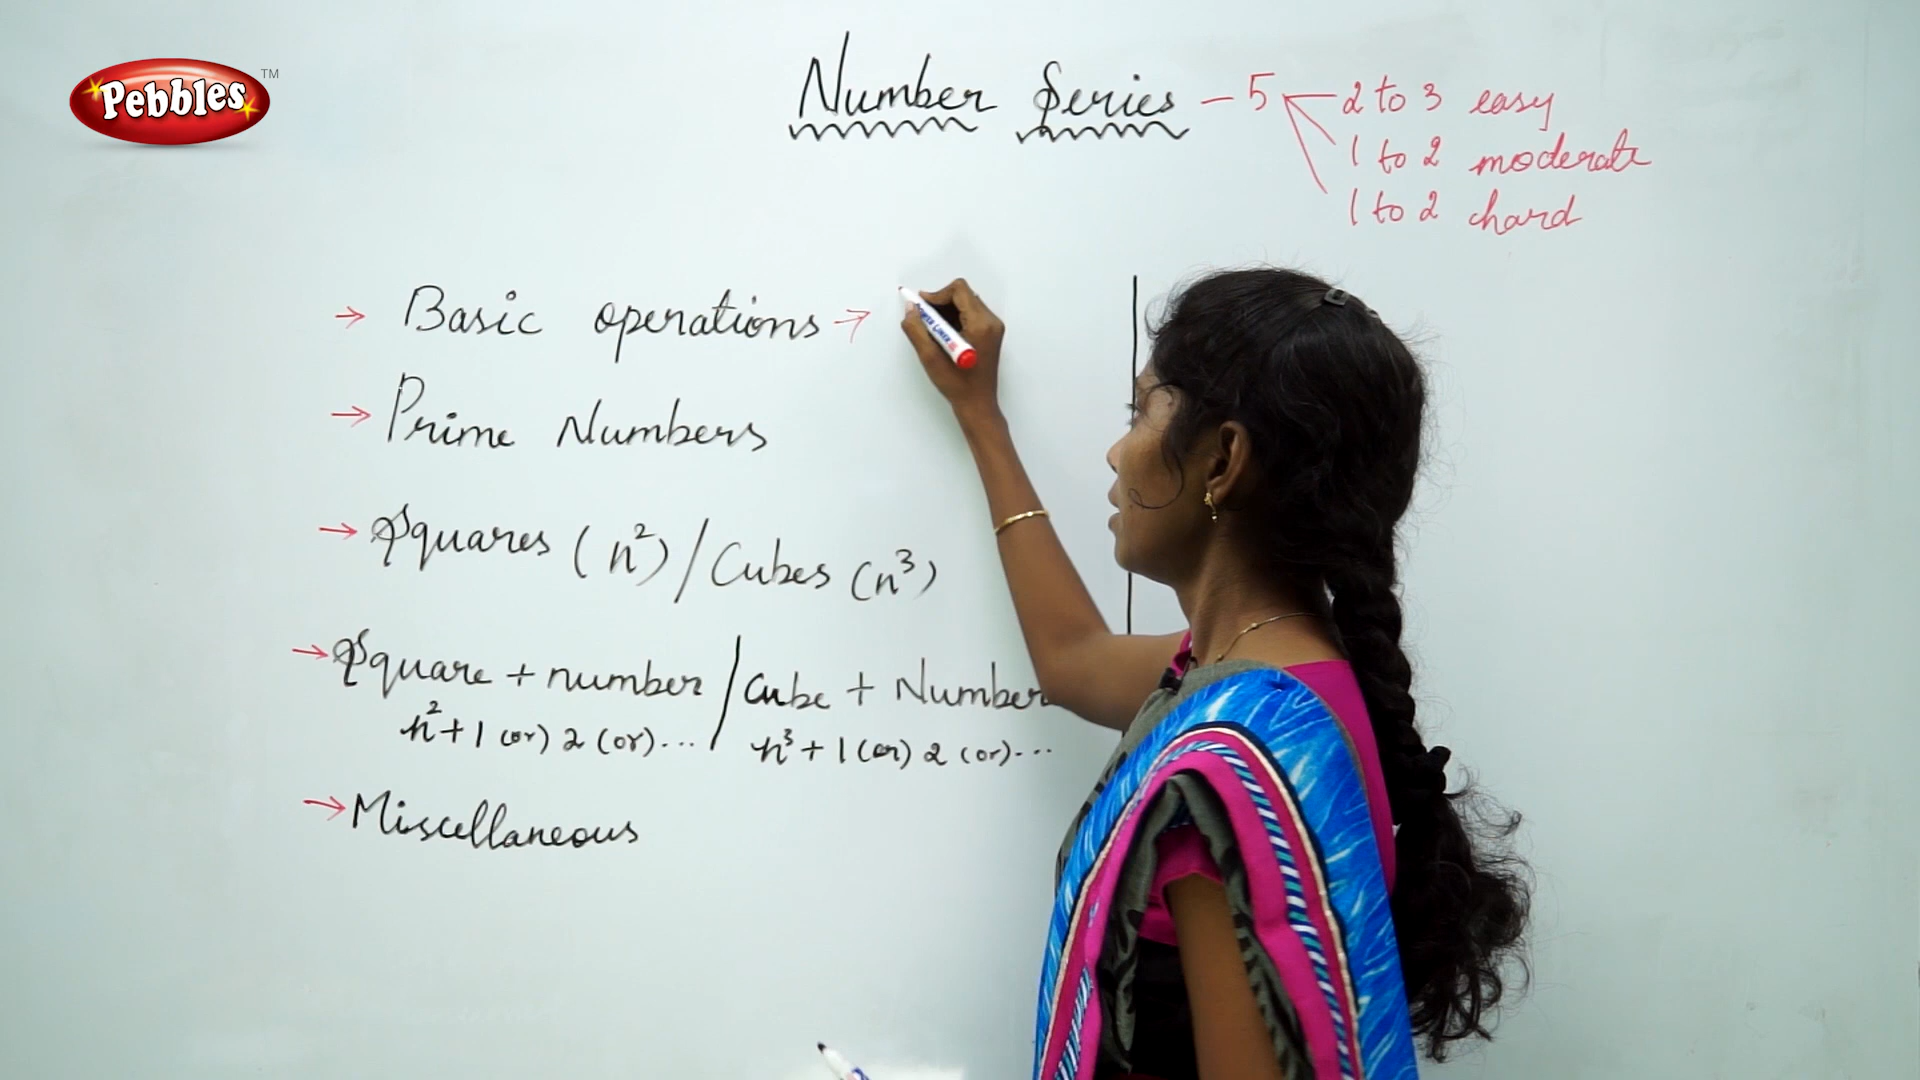 Pebbles TM
Number Series – 5 2 to 3 easy
1 to 2 moderate
1 to 2 hard
→ Basic operations →
→ Prime Numbers
→ Squares (n²) / Cubes (n³)
→ Square + number / Cube + Number
n²+1 (or) 2 (or)... / n³+1 (or) 2 (or)...
→ Miscellaneous